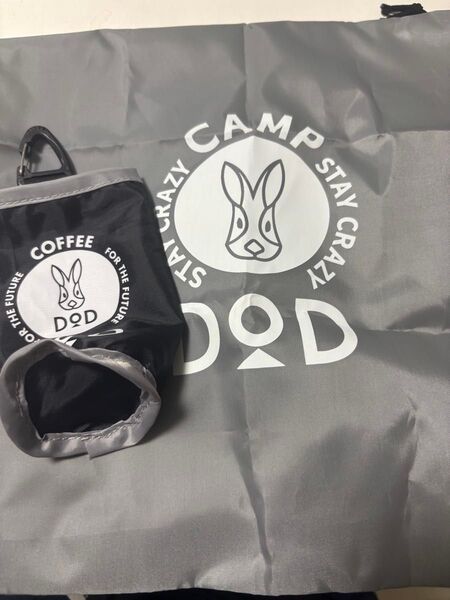 CAMP
STAY CRAZY
STAY CRAZY
DOD
COFFEE
FOR THE FUTURE
FOR THE FUTURE
DOD